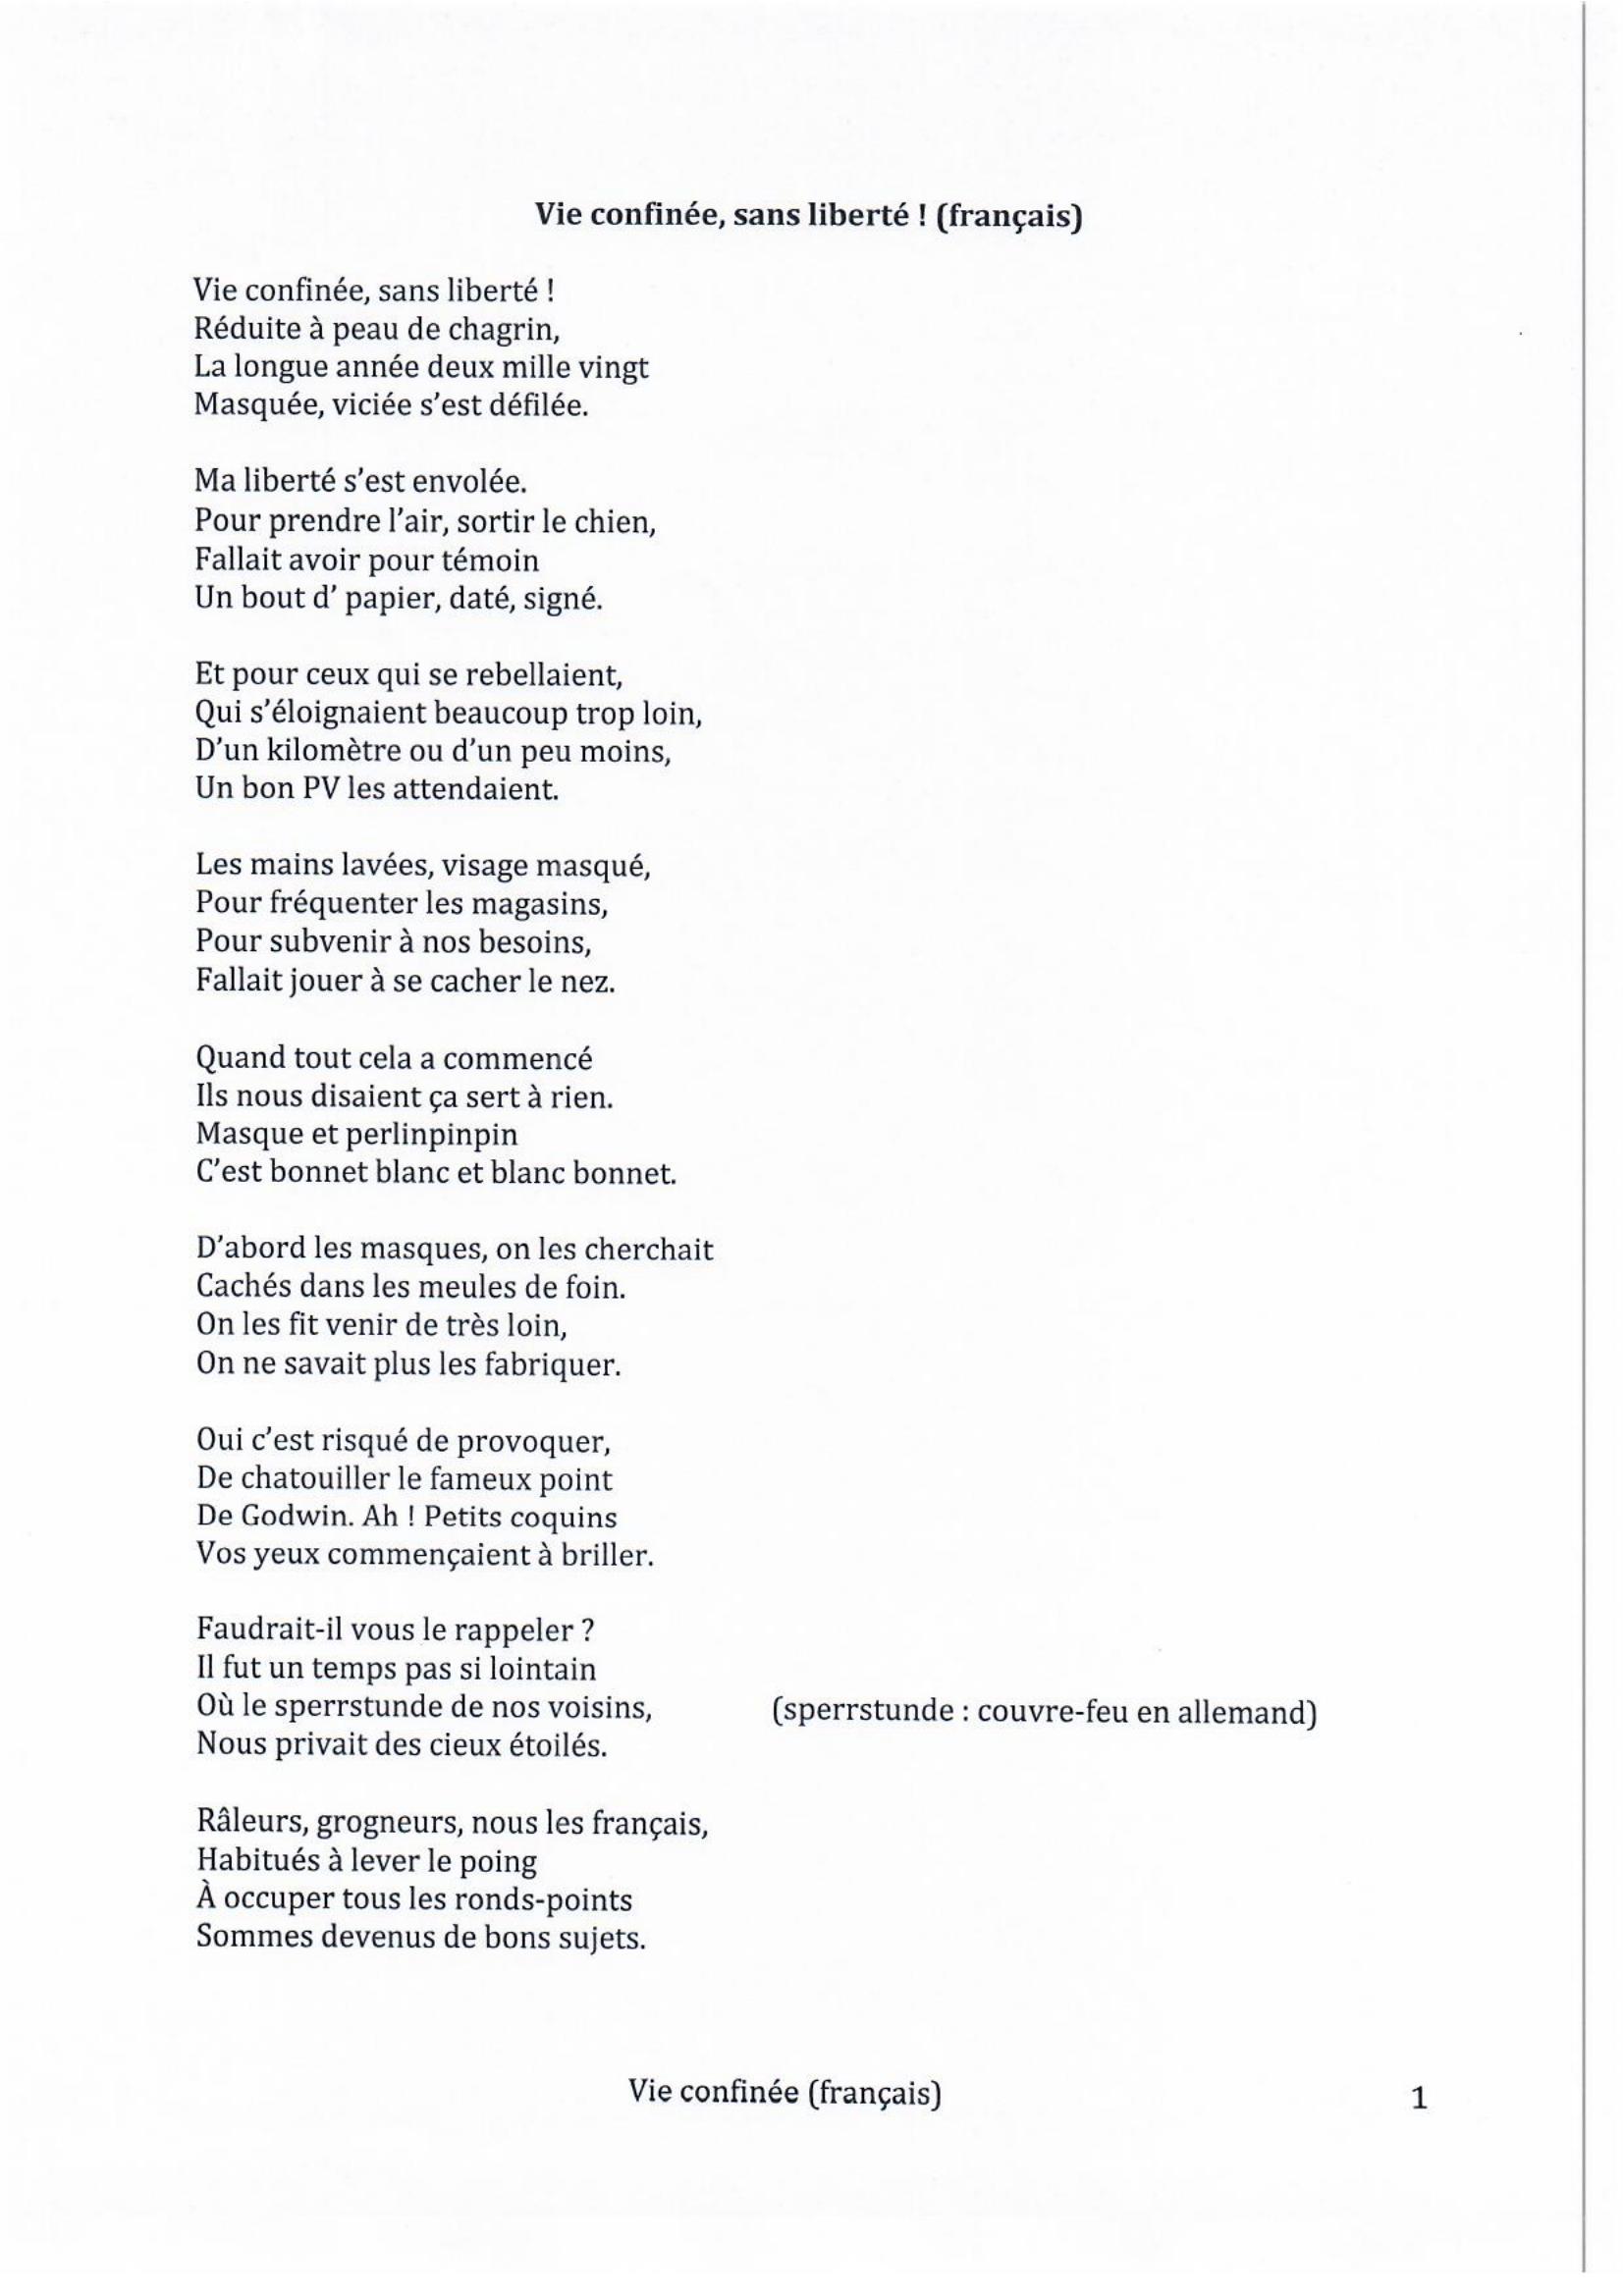 Vie confinée, sans liberté ! (français)
Vie confinée, sans liberté !
Réduite à peau de chagrin,
La longue année deux mille vingt
Masquée, viciée s’est défilée.
Ma liberté s’est envolée.
Pour prendre l’air, sortir le chien,
Fallait avoir pour témoin
Un bout d’ papier, daté, signé.
Et pour ceux qui se rebellaient,
Qui s’éloignaient beaucoup trop loin,
D’un kilomètre ou d’un peu moins,
Un bon PV les attendaient.
Les mains lavées, visage masqué,
Pour fréquenter les magasins,
Pour subvenir à nos besoins,
Fallait jouer à se cacher le nez.
Quand tout cela a commencé
Ils nous disaient ça sert à rien.
Masque et perlinpinpin
C’est bonnet blanc et blanc bonnet.
D’abord les masques, on les cherchait
Cachés dans les meules de foin.
On les fit venir de très loin,
On ne savait plus les fabriquer.
Oui c’est risqué de provoquer,
De chatouiller le fameux point
De Godwin. Ah ! Petits coquins
Vos yeux commençaient à briller.
Faudrait-il vous le rappeler ?
Il fut un temps pas si lointain
Où le sperrstunde de nos voisins, (sperrstunde : couvre-feu en allemand)
Nous privait des cieux étoilés.
Râleurs, grogneurs, nous les français,
Habitués à lever le poing
À occuper tous les ronds-points
Sommes devenus de bons sujets.
Vie confinée (français) 1